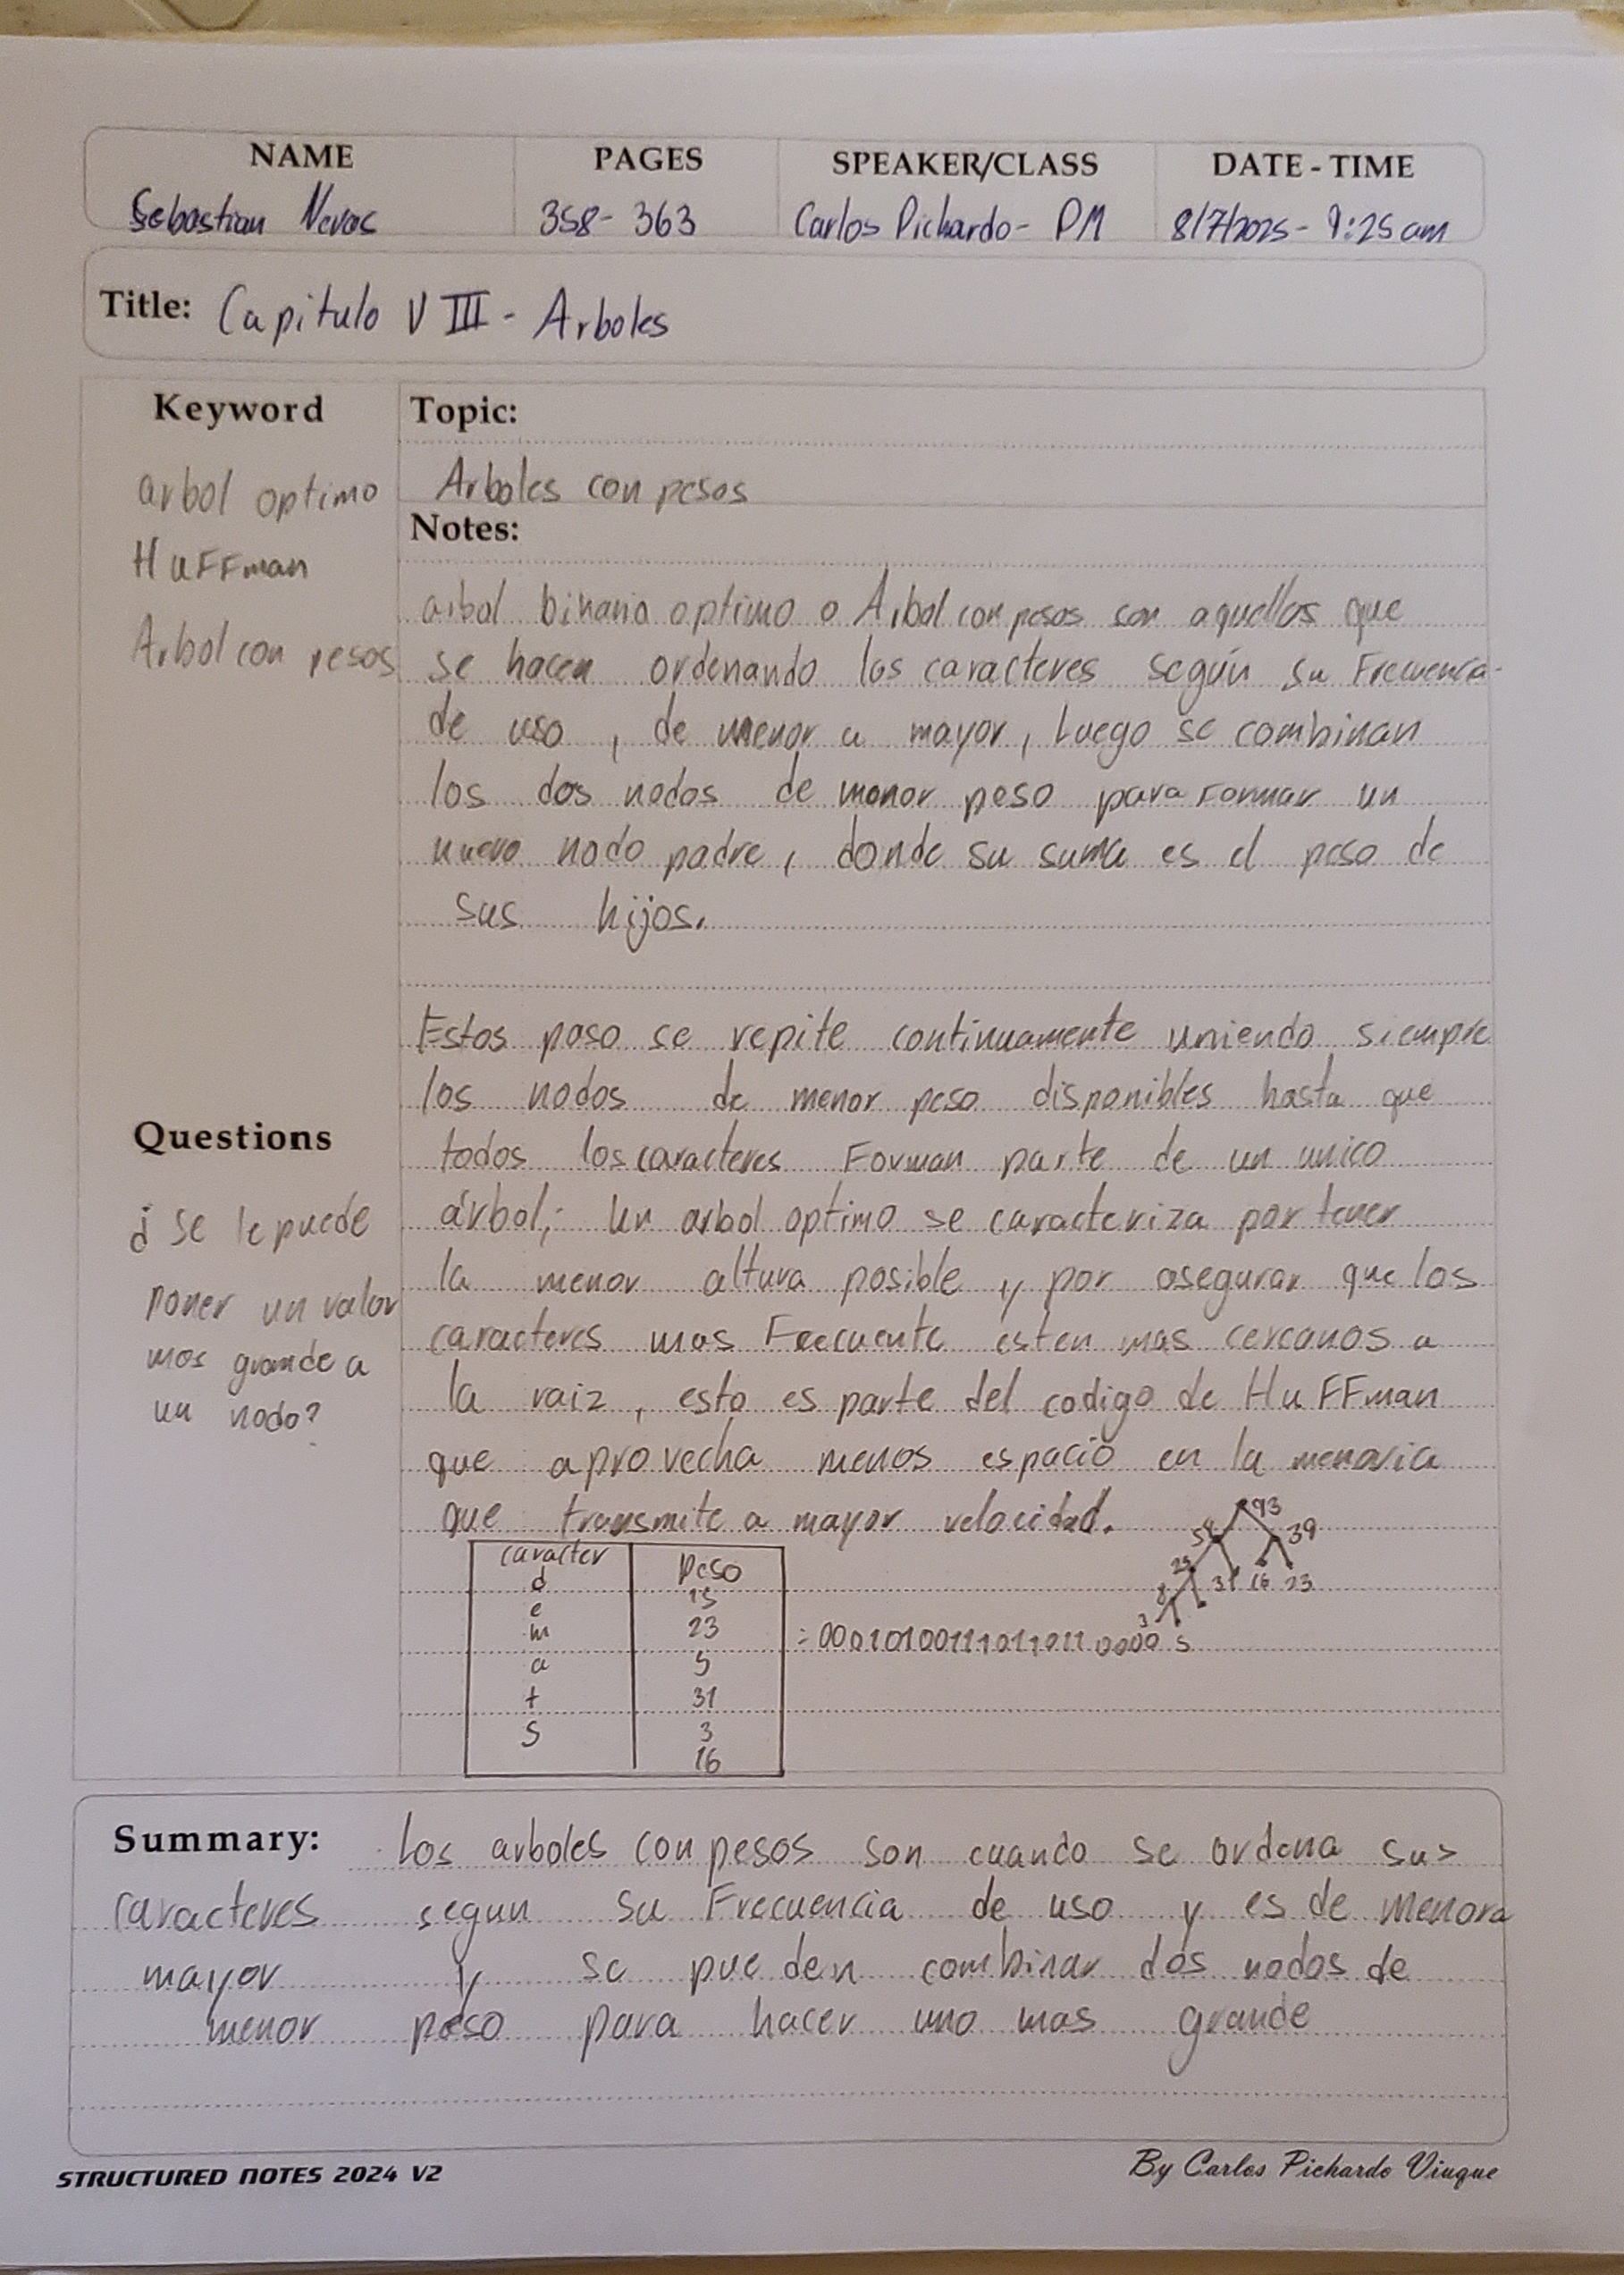 NAME PAGES SPEAKER/CLASS DATE - TIME
Sebastian Nevas 358- 363 Carlos Pichardo- PM 8/7/2025- 9:25am
Title: Capitulo VIII - Arboles
Keyword
arbol optimo
HuFFman
Arbol con pesos
Questions
¿ Se le puede
poner un valor
mas grande a
un nodo?
Topic:
Arboles con pesos
Notes:
arbol binario optimo o Arbol con pesos son aquellos que
se hacen ordenando los caracteres según su Frecuencia
de uso , de menor a mayor, Luego se combinan
los dos nodos de menor peso para Formar un
nuevo nodo padre, donde su suma es el peso de
sus hijos.
Estos paso se repite continuamente uniendo siempre
los nodos de menor peso disponibles hasta que
todos los caracteres Forman parte de un unico
árbol; Un arbol optimo se caracteriza por tener
la menor altura posible y por asegurar que los
caracteres mas Frecuente esten mas cercanos a
la raiz, esto es parte del codigo de HuFFman
que aprovecha menos espacio en la memoria
que transmite a mayor velocidad.
93
54 39
31 16 23
8
3 5
caracter Peso
d 15
e
m 23
a 5
t 31
S 3
16
Summary: Los arboles con pesos son cuando se ordena sus
caracteres segun su Frecuencia de uso y es de menor a
mayor y se pueden combinar dos nodos de
menor peso para hacer uno mas grande
STRUCTURED NOTES 2024 V2 By Carlos Pichardo Viuque